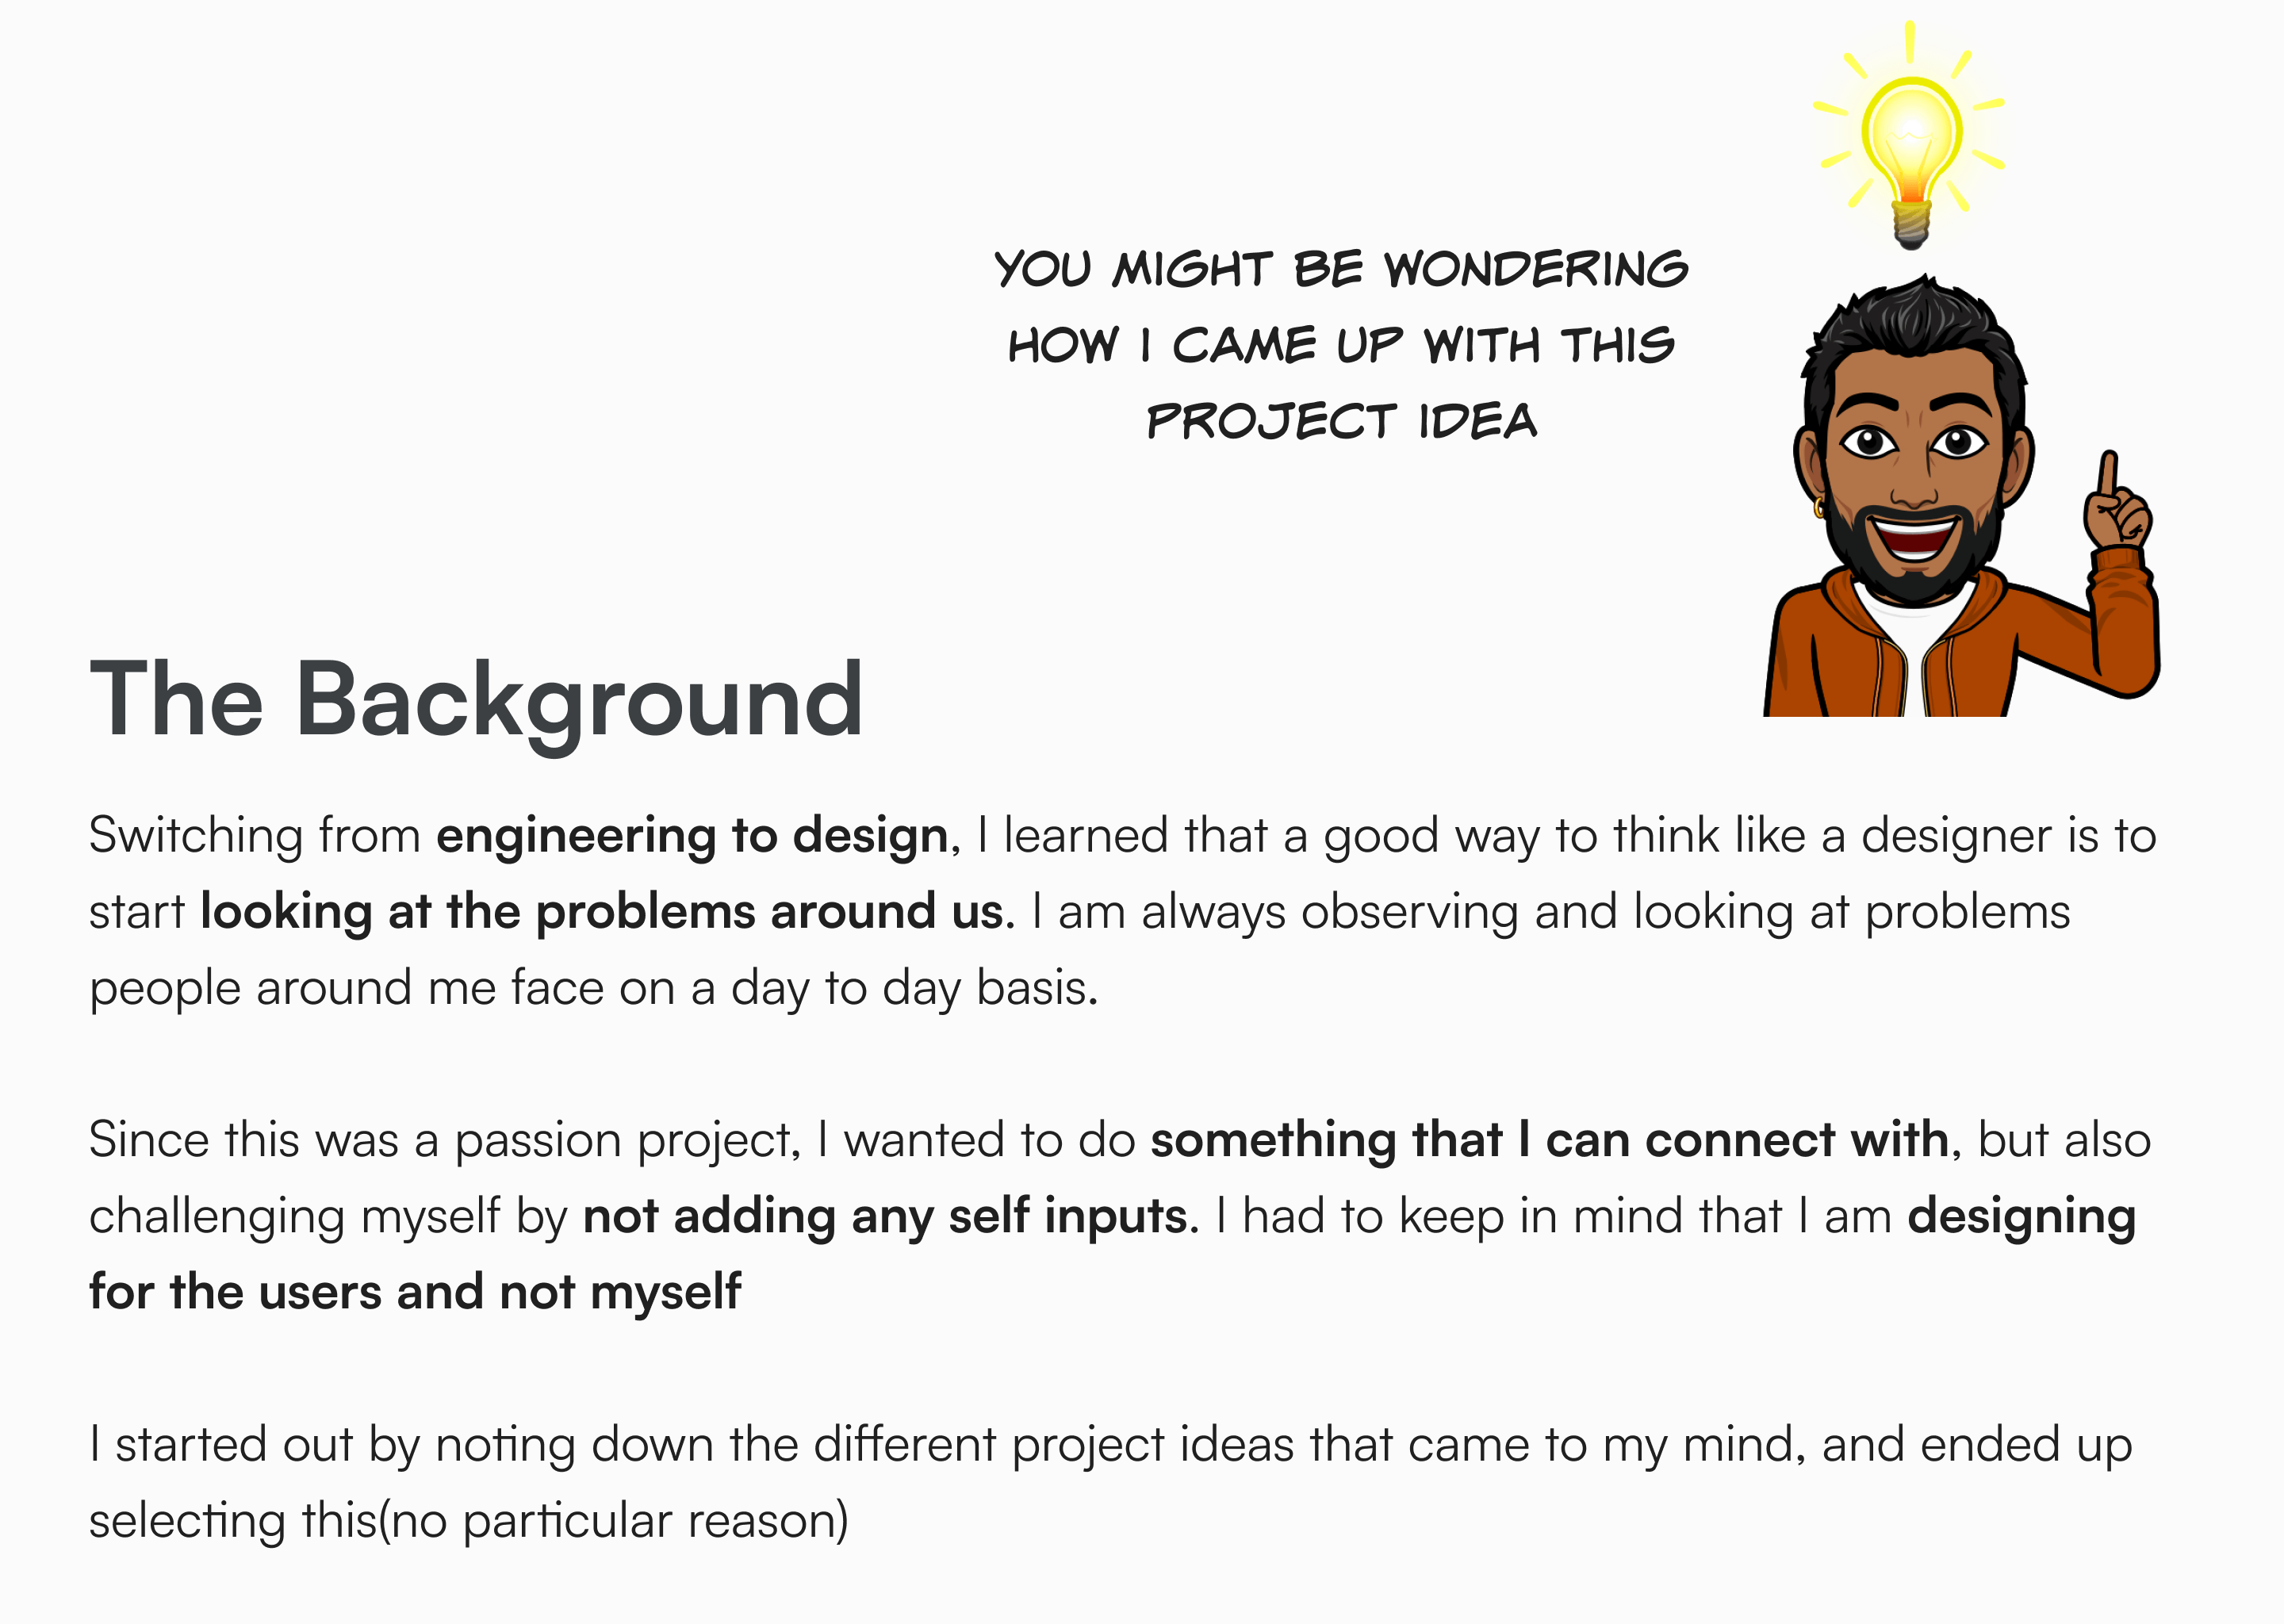 YOU MIGHT BE WONDERING
HOW I CAME UP WITH THIS
PROJECT IDEA
The Background
Switching from engineering to design, I learned that a good way to think like a designer is to
start looking at the problems around us. I am always observing and looking at problems
people around me face on a day to day basis.
Since this was a passion project, I wanted to do something that I can connect with, but also
challenging myself by not adding any self inputs. I had to keep in mind that I am designing
for the users and not myself
I started out by noting down the different project ideas that came to my mind, and ended up
selecting this(no particular reason)